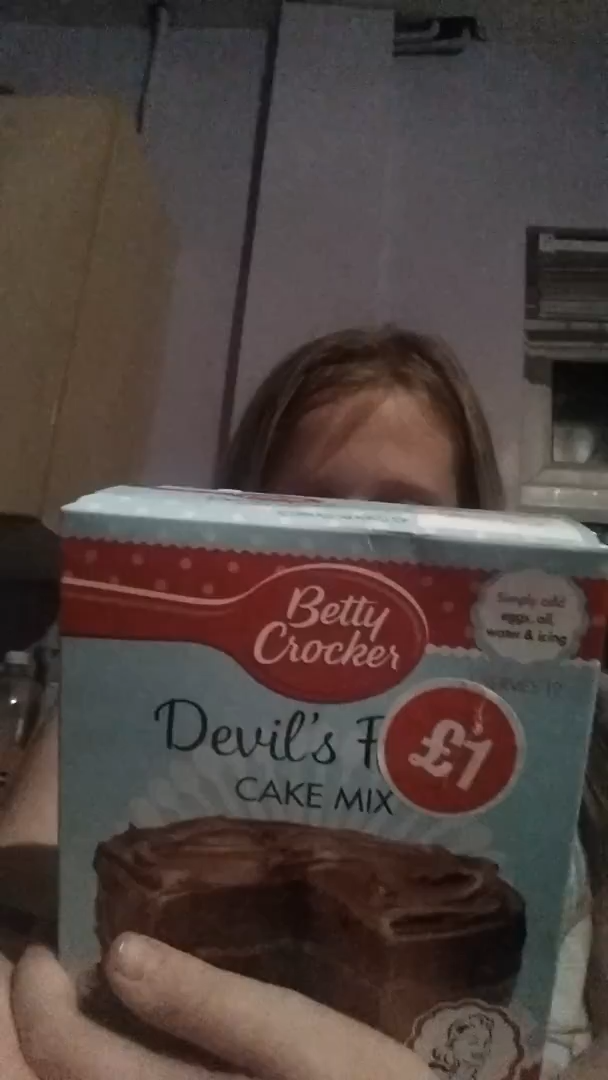 Betty
Crocker
Simply add
eggs, oil,
water & icing
Devil's F
£1
CAKE MIX